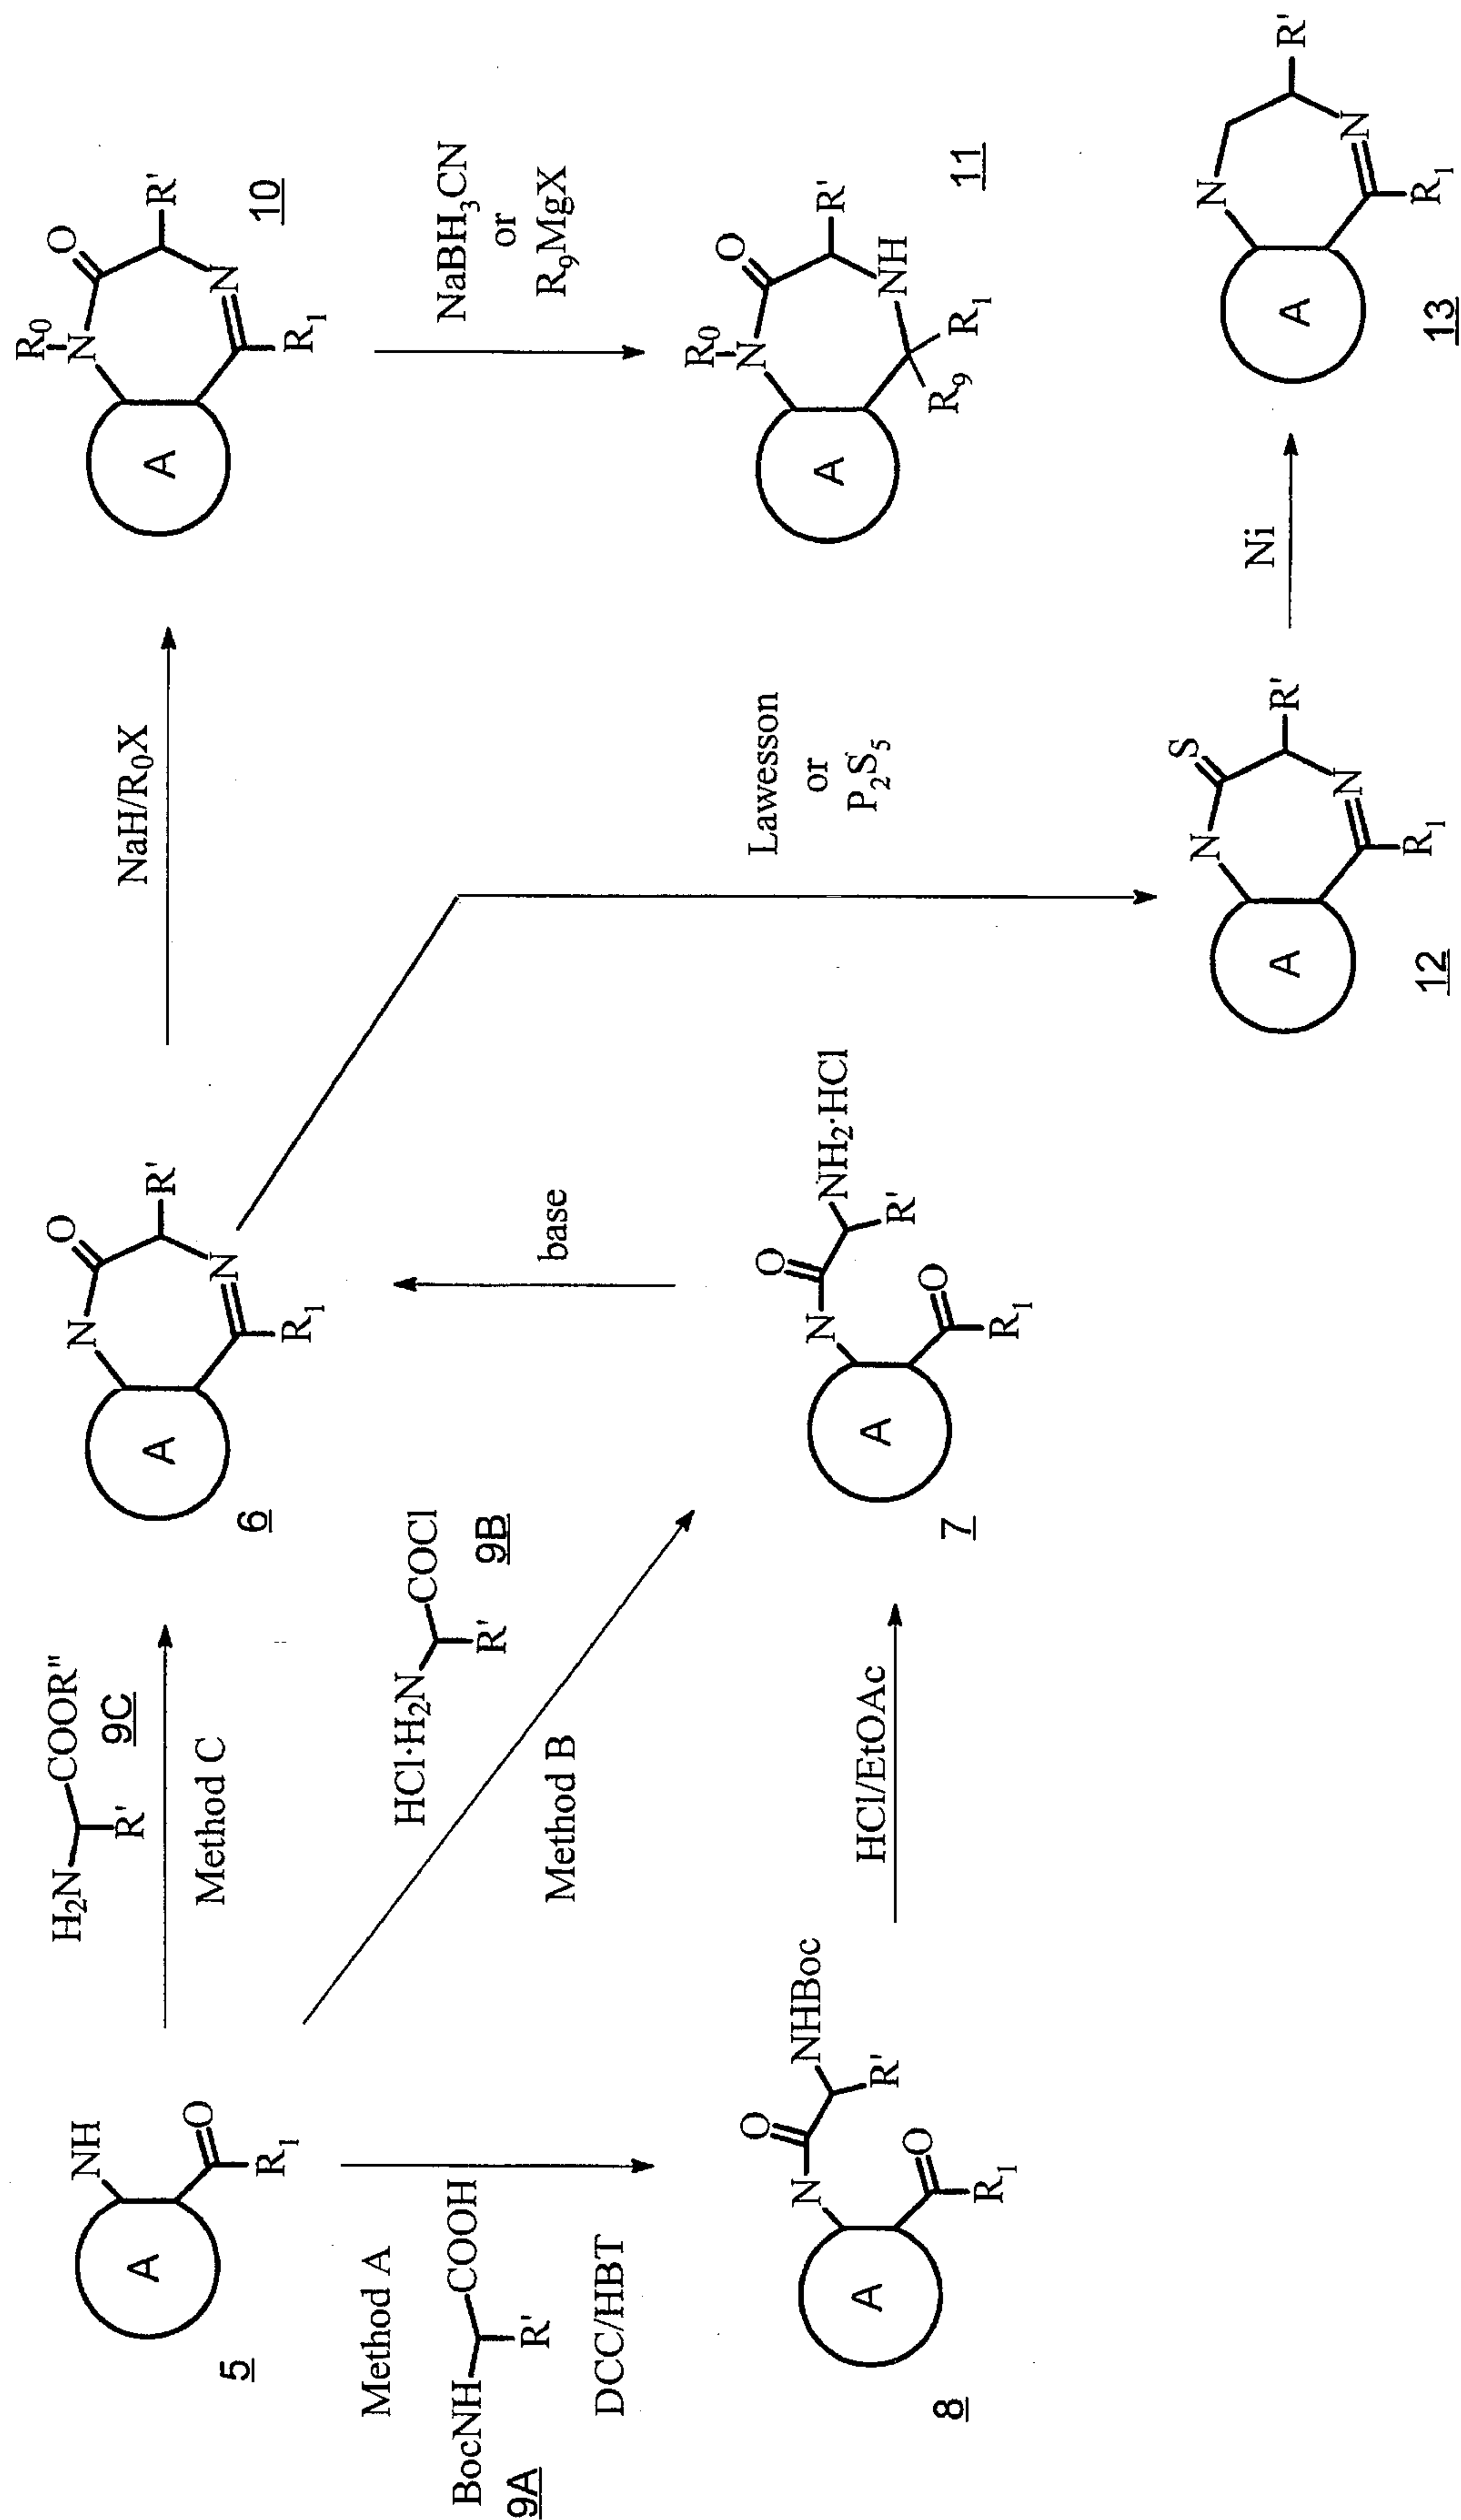 A
NH
O
R1
5
H2N
COOR"
R'
9C
Method C
A
N
O
R'
N
R1
6
NaH/R0X
A
R0
N
O
R'
N
R1
10
Method A
BocNH
COOH
R'
9A
DCC/HBT
HCl·H2N
COCl
R'
9B
Method B
base
Lawesson
or
P2S5
NaBH3CN
or
R9MgX
A
N
O
NHBoc
R'
O
R1
8
HCl/EtOAc
A
N
O
NH2·HCl
R'
O
R1
7
A
R0
N
O
R'
NH
R1
R9
11
A
N
S
R'
N
R1
12
Ni
A
N
R'
N
R1
13